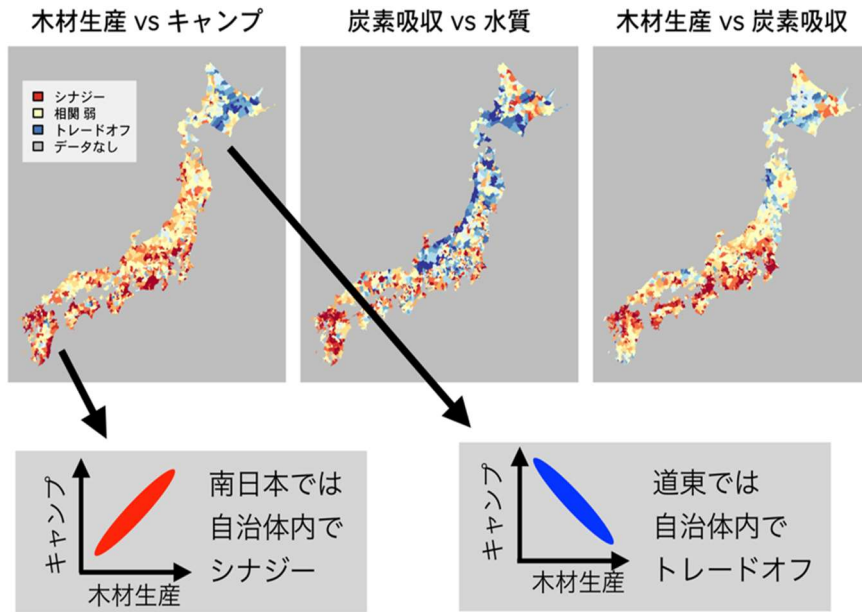 木材生産 vs キャンプ
炭素吸収 vs 水質
木材生産 vs 炭素吸収
シナジー
相関 弱
トレードオフ
データなし
キャンプ
木材生産
南日本では
自治体内で
シナジー
キャンプ
木材生産
道東では
自治体内で
トレードオフ